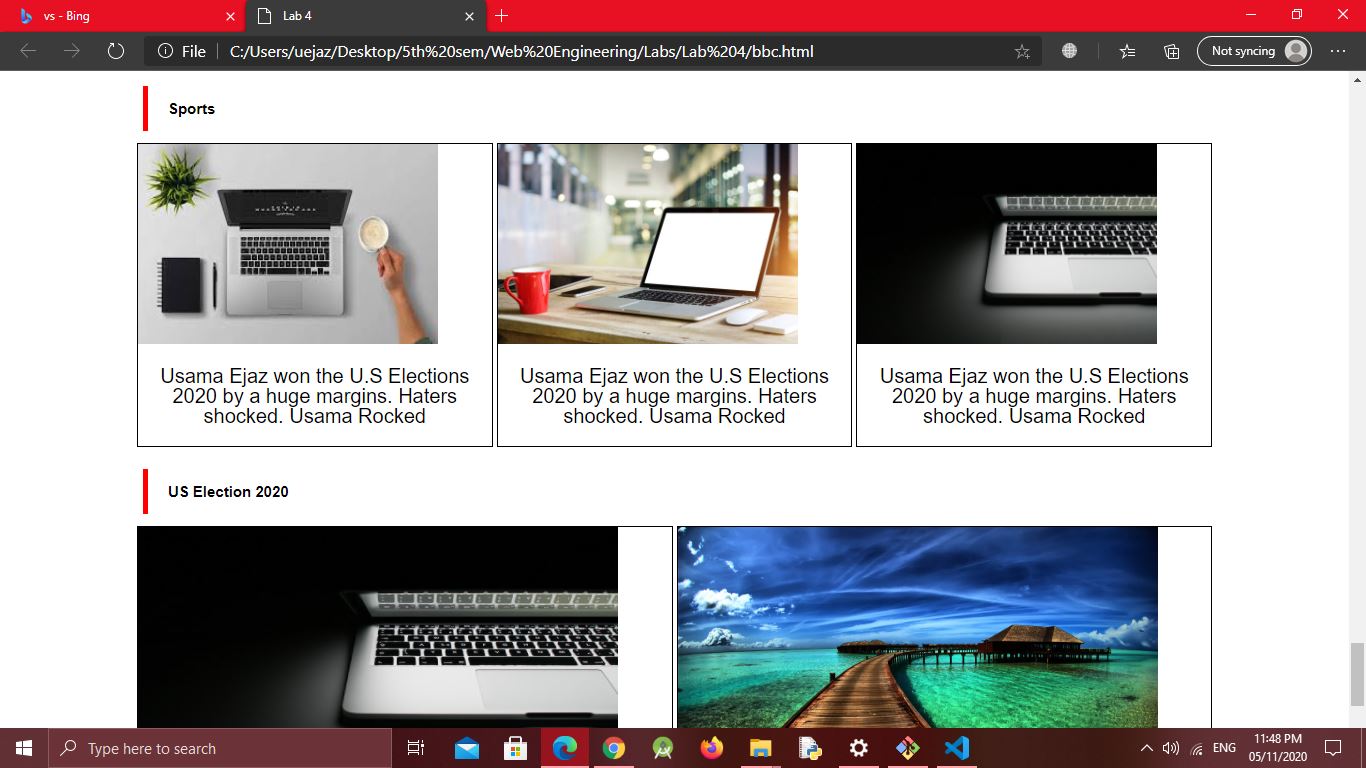 vs - Bing
Lab 4
File
C:/Users/uejaz/Desktop/5th%20sem/Web%20Engineering/Labs/Lab%204/bbc.html
Not syncing
Sports
Usama Ejaz won the U.S Elections
2020 by a huge margins. Haters
shocked. Usama Rocked
Usama Ejaz won the U.S Elections
2020 by a huge margins. Haters
shocked. Usama Rocked
Usama Ejaz won the U.S Elections
2020 by a huge margins. Haters
shocked. Usama Rocked
US Election 2020
Type here to search
ENG
11:48 PM
05/11/2020